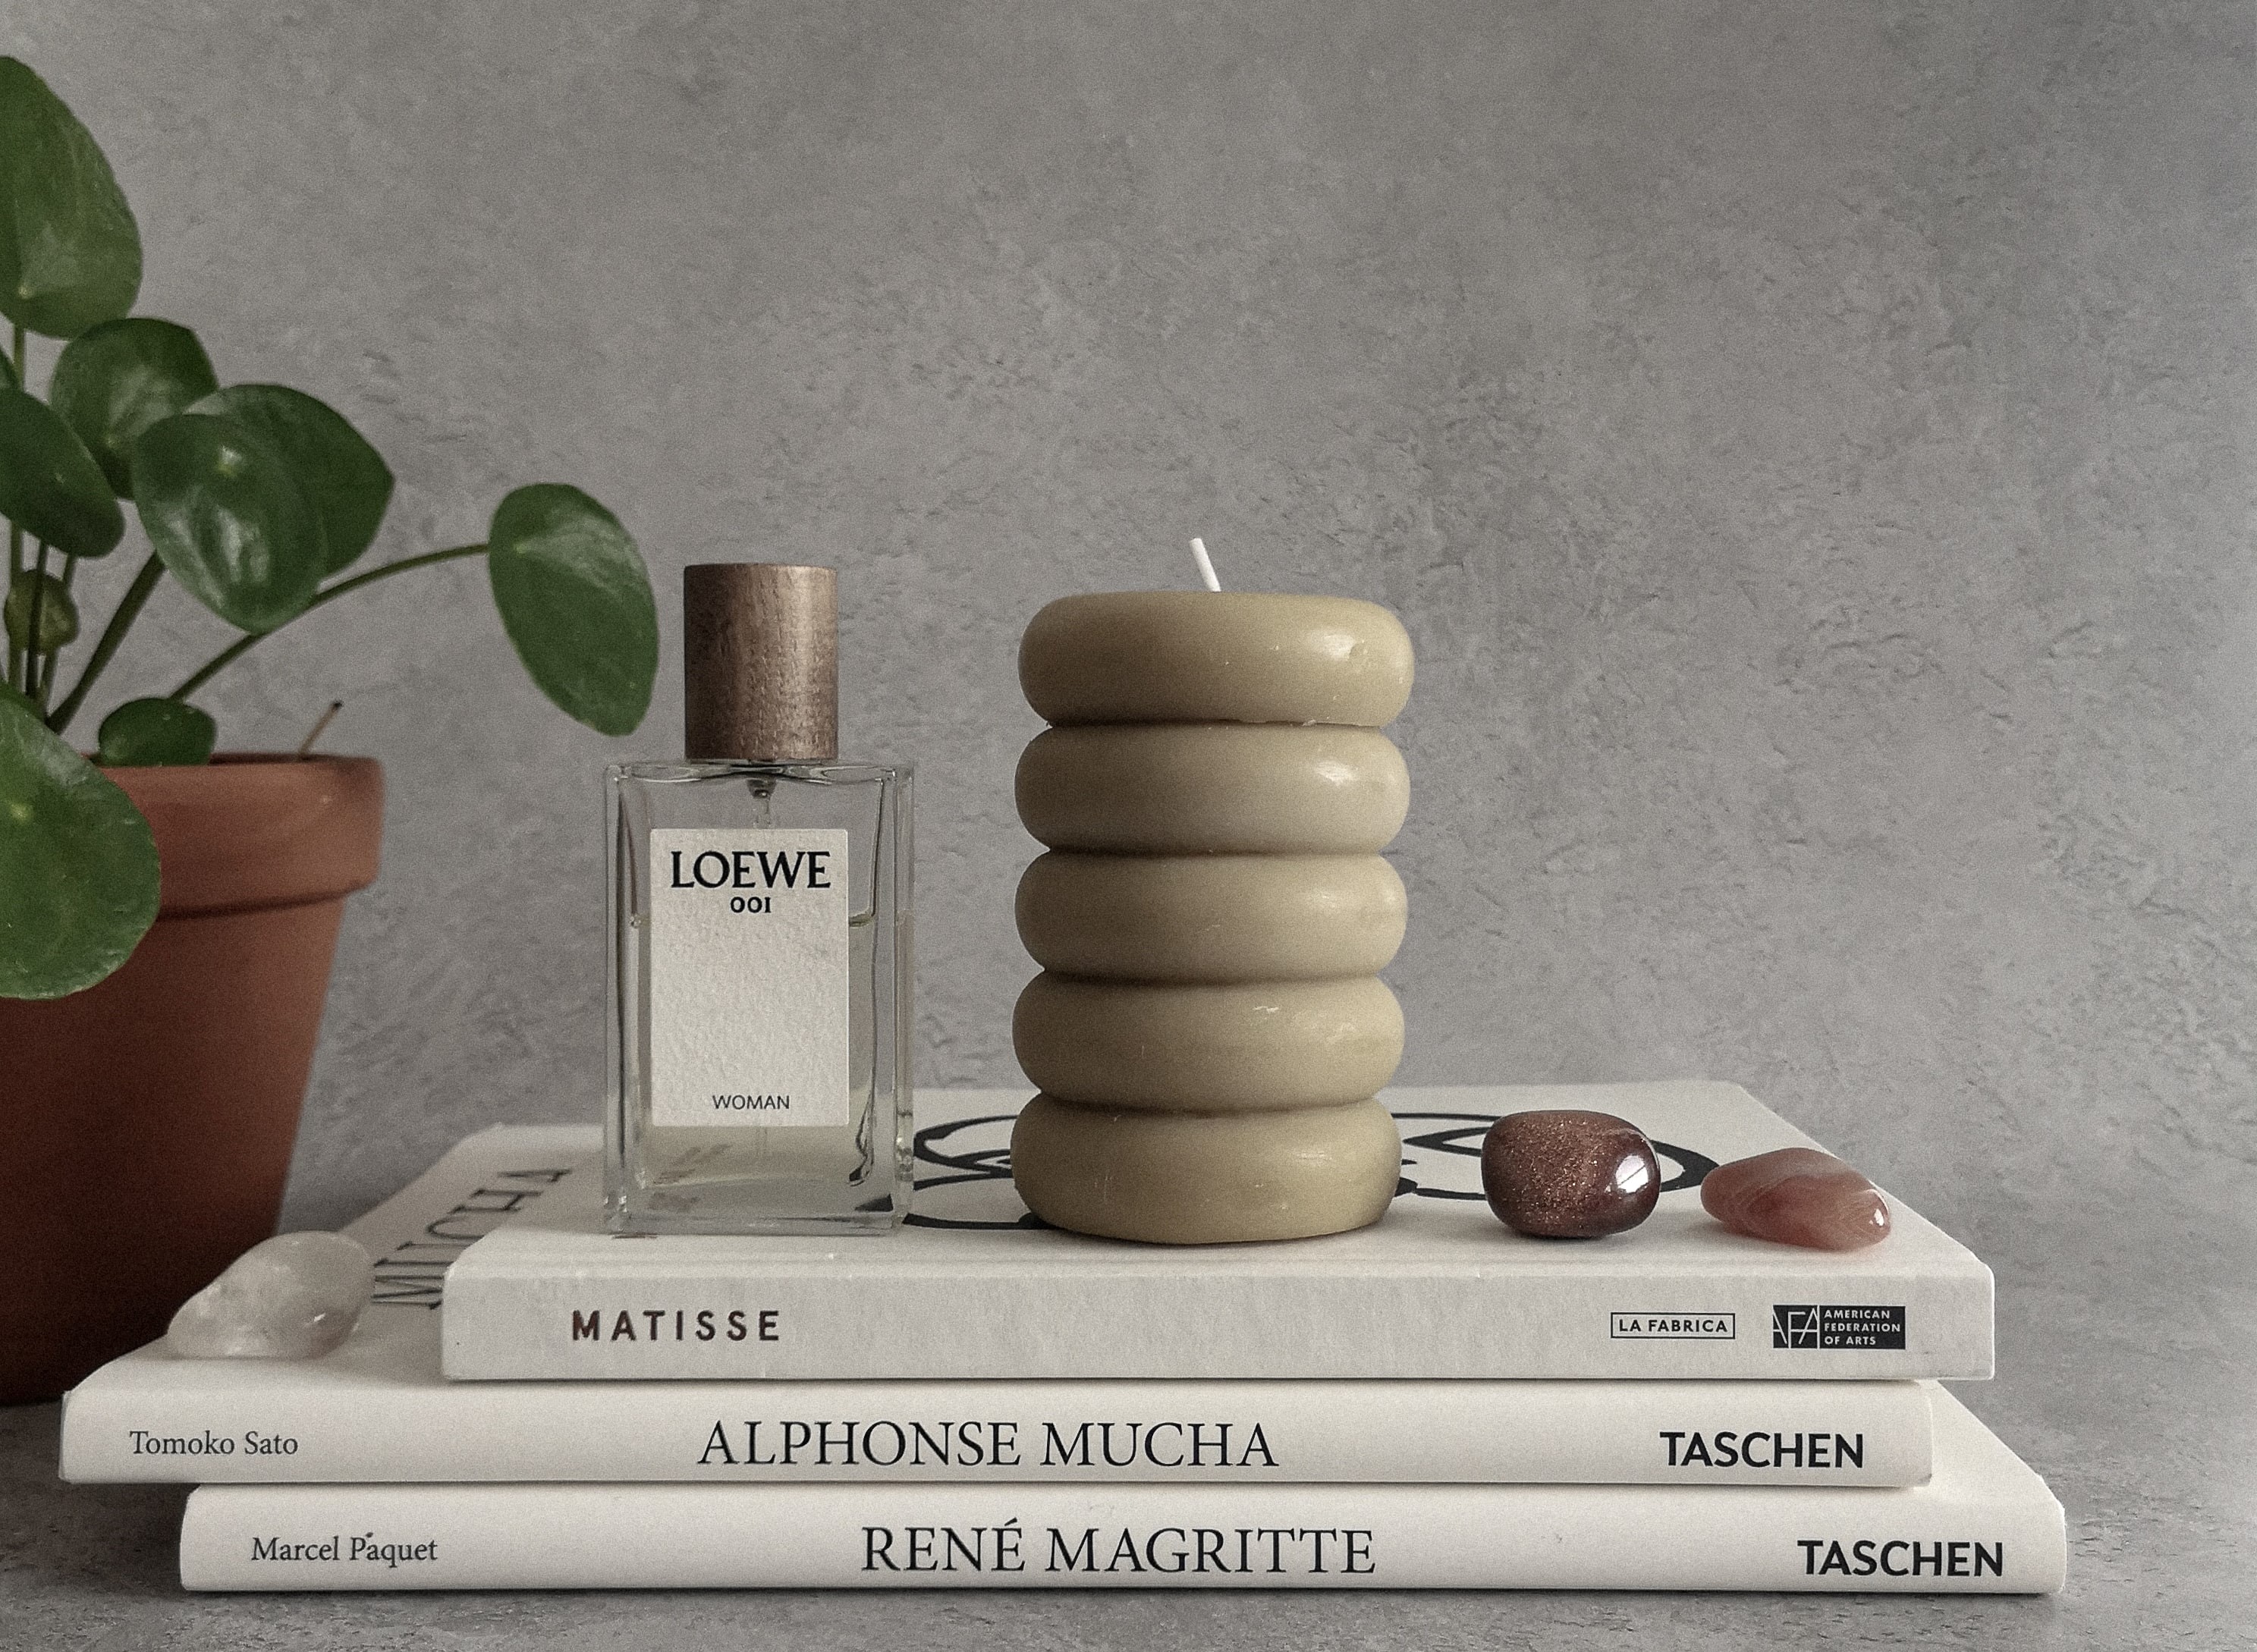 LOEWE
001
WOMAN
MUCHA
MATISSE
LA FABRICA
AFA
AMERICAN
FEDERATION
OF ARTS
Tomoko Sato
ALPHONSE MUCHA
TASCHEN
Marcel Paquet
RENÉ MAGRITTE
TASCHEN